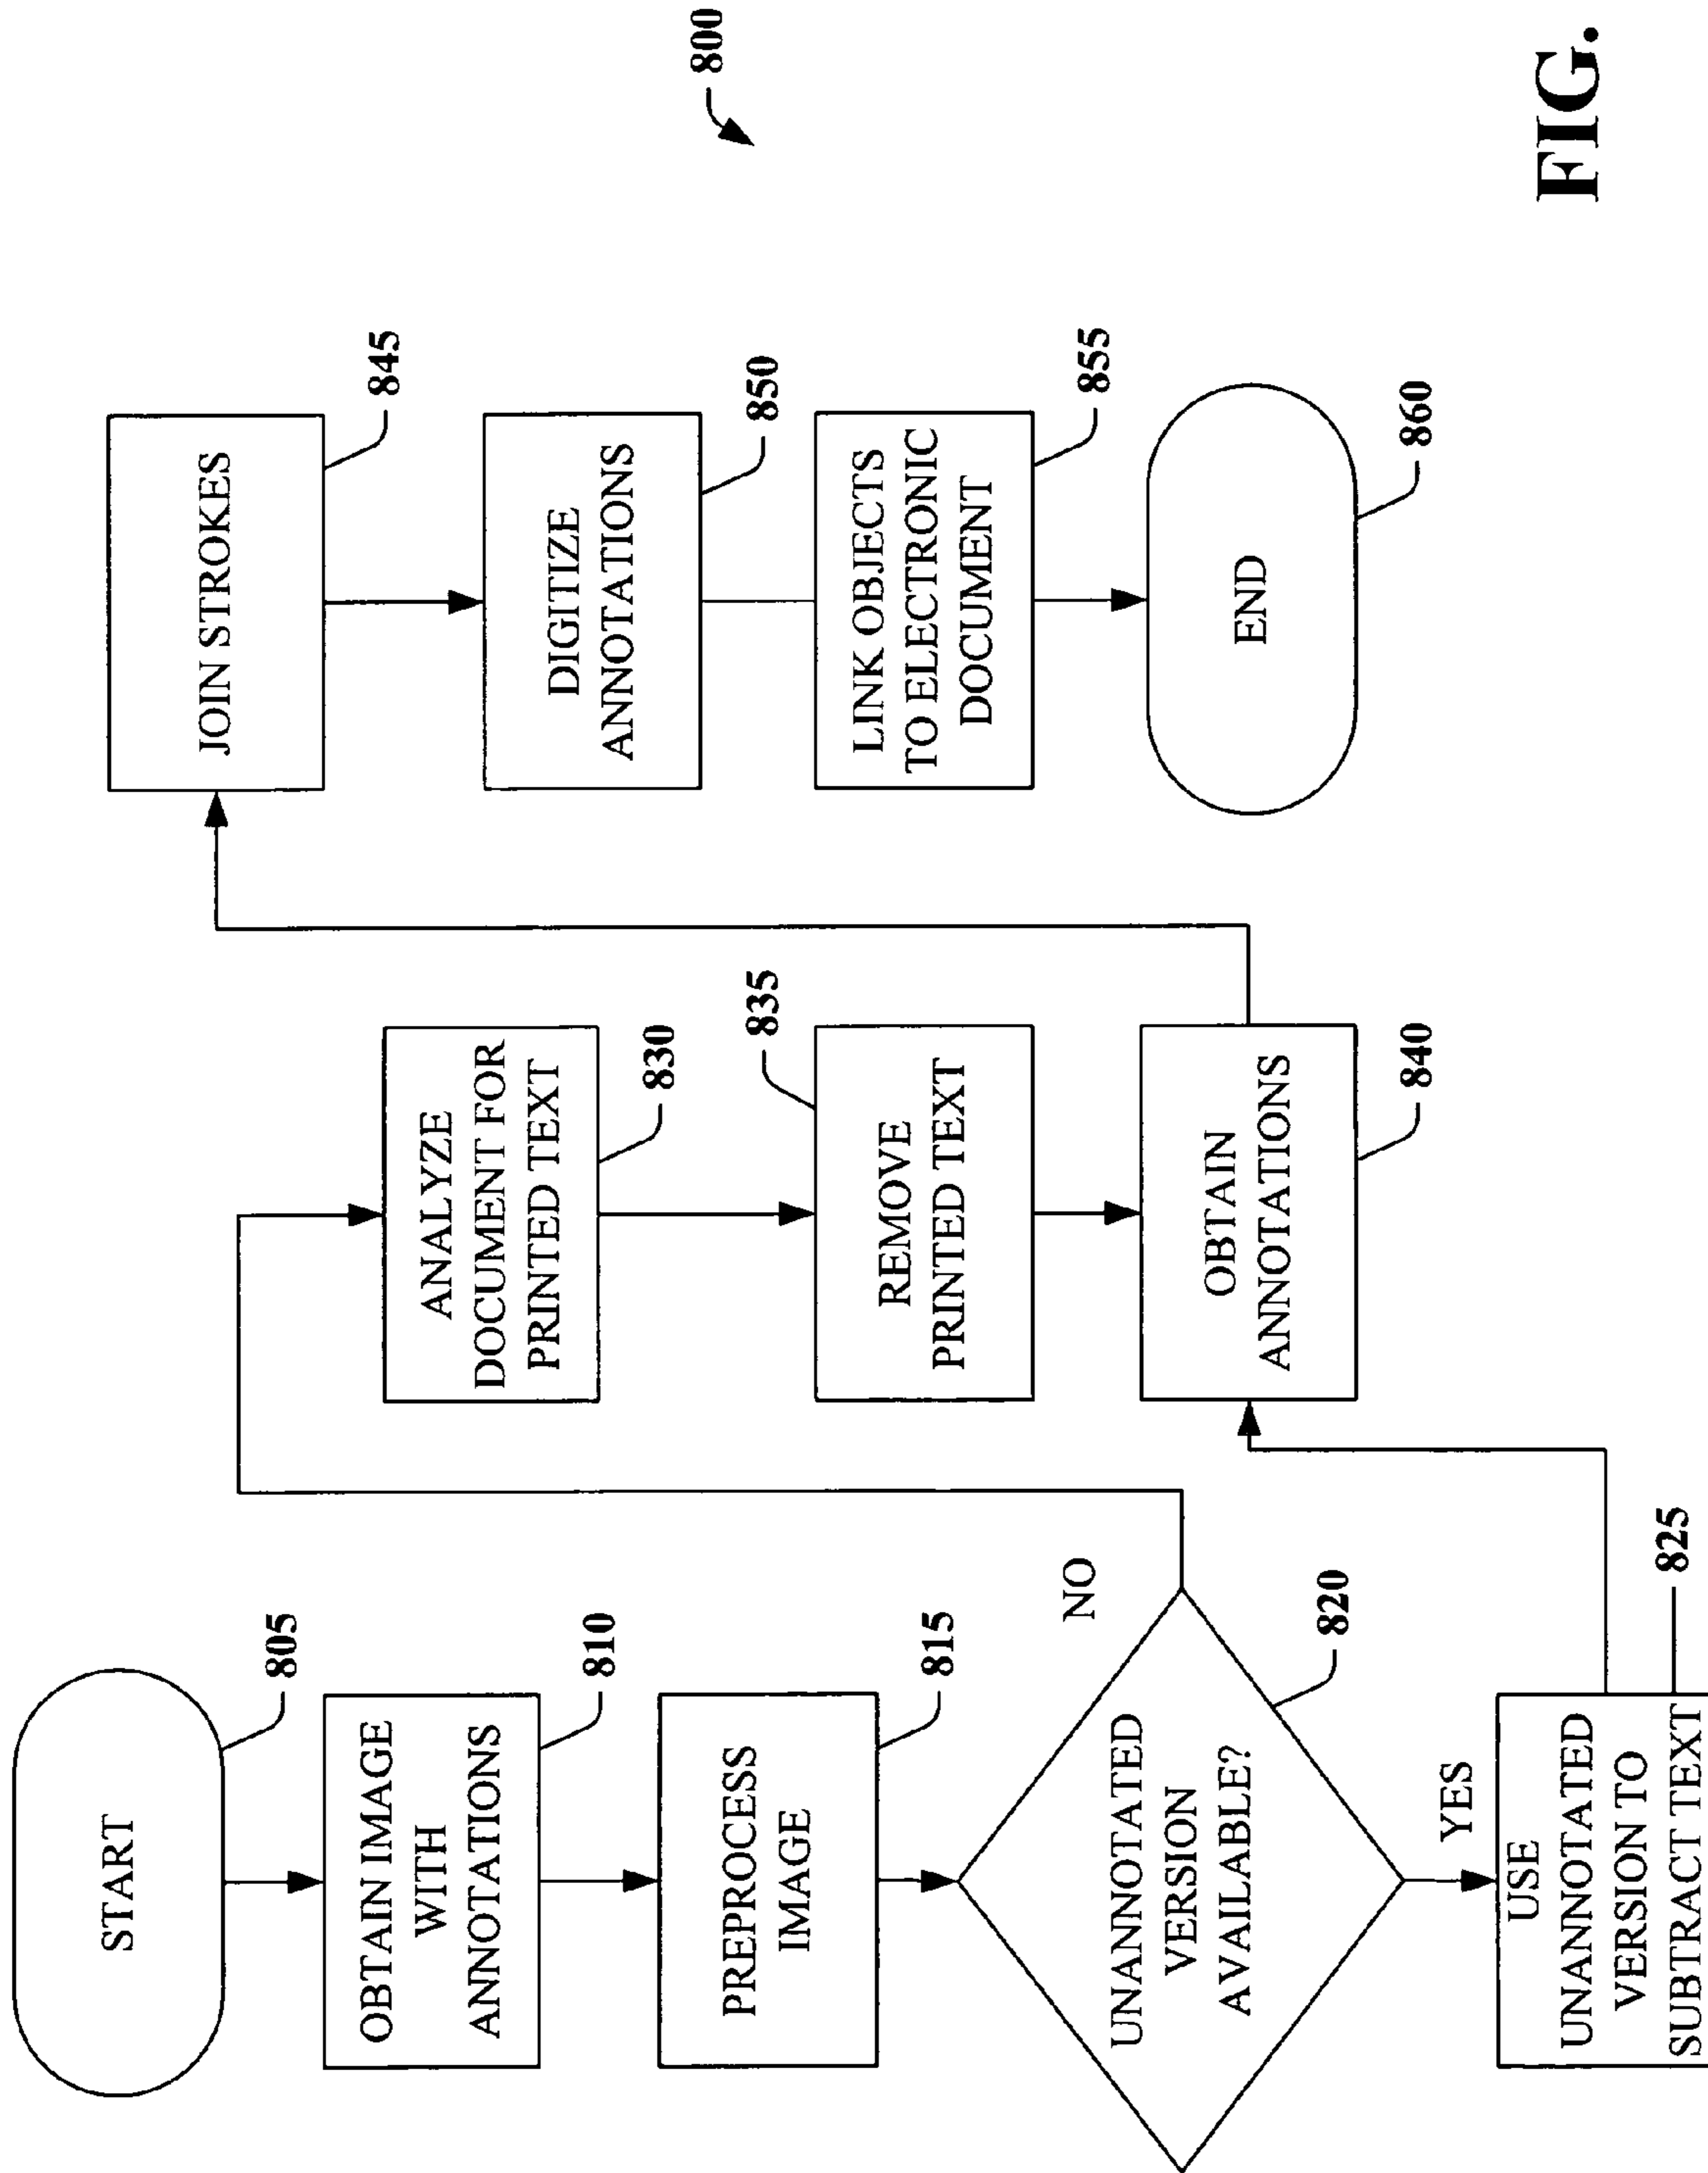 START
805
OBTAIN IMAGE
WITH
ANNOTATIONS
810
PREPROCESS
IMAGE
815
UNANNOTATED
VERSION
AVAILABLE?
820
NO
YES
USE
UNANNOTATED
VERSION TO
SUBTRACT TEXT
825
ANALYZE
DOCUMENT FOR
PRINTED TEXT
830
REMOVE
PRINTED TEXT
835
OBTAIN
ANNOTATIONS
840
JOIN STROKES
845
DIGITIZE
ANNOTATIONS
850
LINK OBJECTS
TO ELECTRONIC
DOCUMENT
855
END
860
800
FIG.